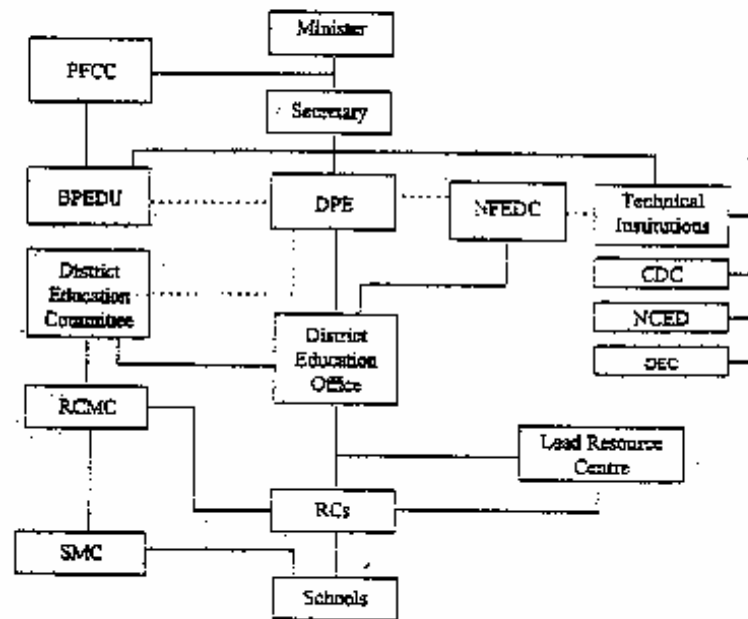 Minister
PFCC
Secretary
BPEDU
DPE
NFEDC
Technical
Institutions
CDC
NCED
District
Education
Committee
District
Education
Office
RCMC
Lead Resource
Centre
RCs
SMC
Schools